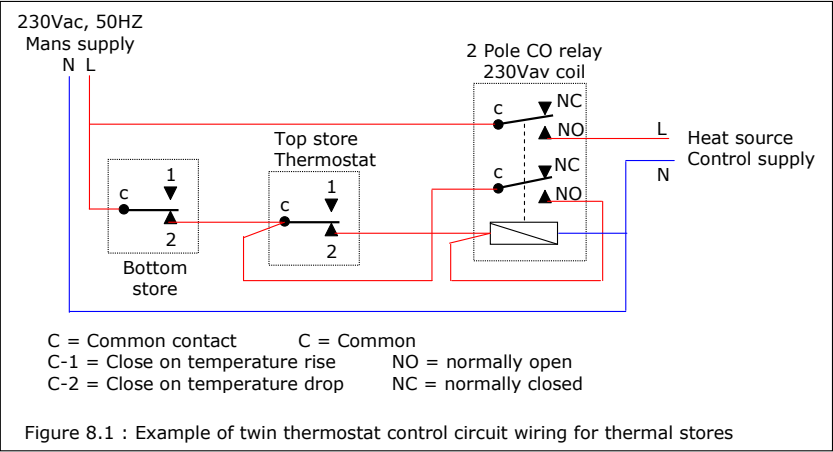 230Vac, 50HZ
Mans supply
N L
2 Pole CO relay
230Vav coil
c
NC
NO
L
Heat source
Control supply
N
Top store
Thermostat
1
c
2
1
c
2
c
NC
NO
Bottom
store
C = Common contact C = Common
C-1 = Close on temperature rise NO = normally open
C-2 = Close on temperature drop NC = normally closed
Figure 8.1 : Example of twin thermostat control circuit wiring for thermal stores